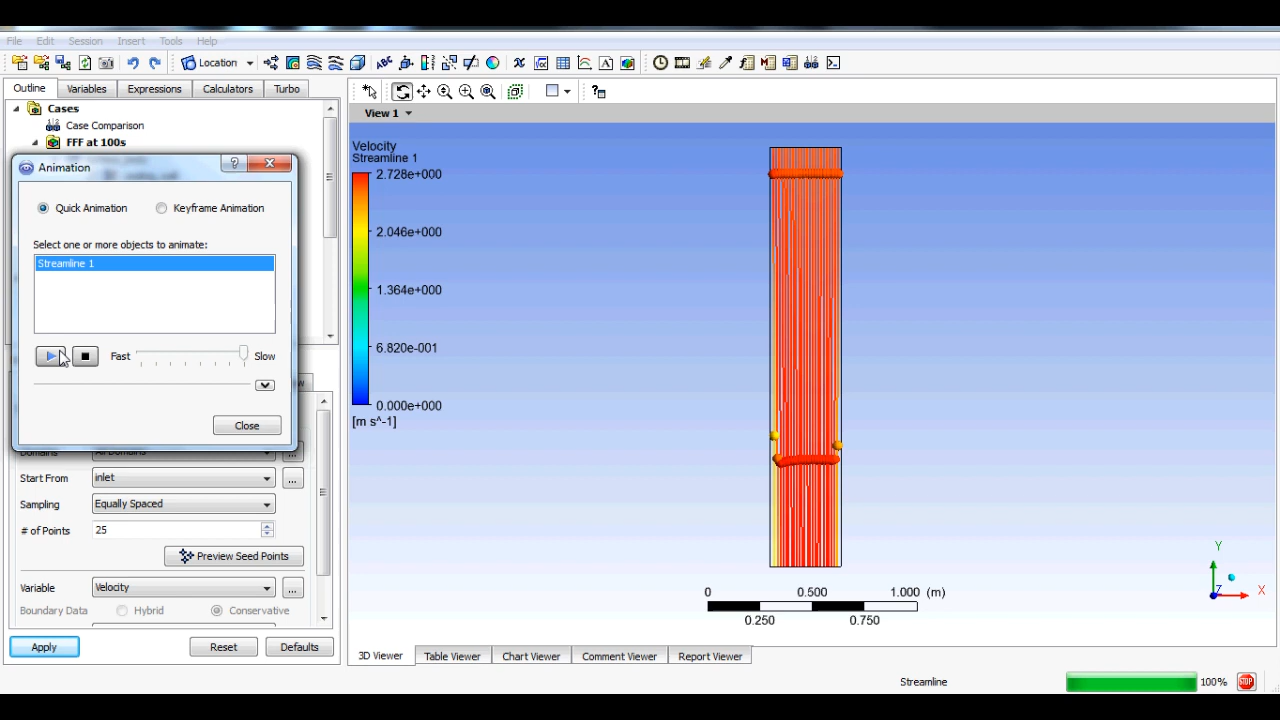 File Edit Session Insert Tools Help
Location
Outline Variables Expressions Calculators Turbo
Cases
Case Comparison
FFF at 100s
View 1
Animation
Quick Animation Keyframe Animation
Select one or more objects to animate:
Streamline 1
Fast Slow
Close
Start From inlet
Sampling Equally Spaced
# of Points 25
Preview Seed Points
Variable Velocity
Boundary Data Hybrid Conservative
Apply Reset Defaults
Velocity
Streamline 1
2.728e+000
2.046e+000
1.364e+000
6.820e-001
0.000e+000
[m s^-1]
0 0.500 1.000 (m)
0.250 0.750
Y
Z X
3D Viewer Table Viewer Chart Viewer Comment Viewer Report Viewer
Streamline 100% STOP